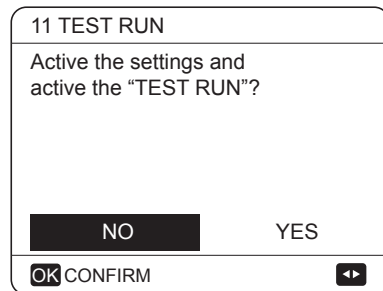 11 TEST RUN
Active the settings and
active the “TEST RUN”?
NO YES
OK CONFIRM